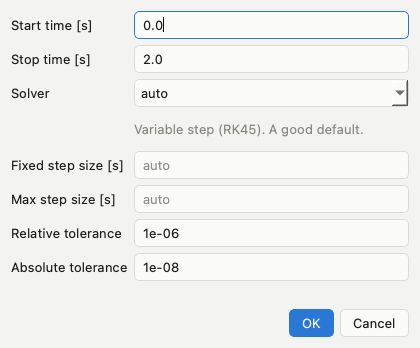 Start time [s] 0.0
Stop time [s] 2.0
Solver auto
Variable step (RK45). A good default.
Fixed step size [s] auto
Max step size [s] auto
Relative tolerance 1e-06
Absolute tolerance 1e-08
OK Cancel